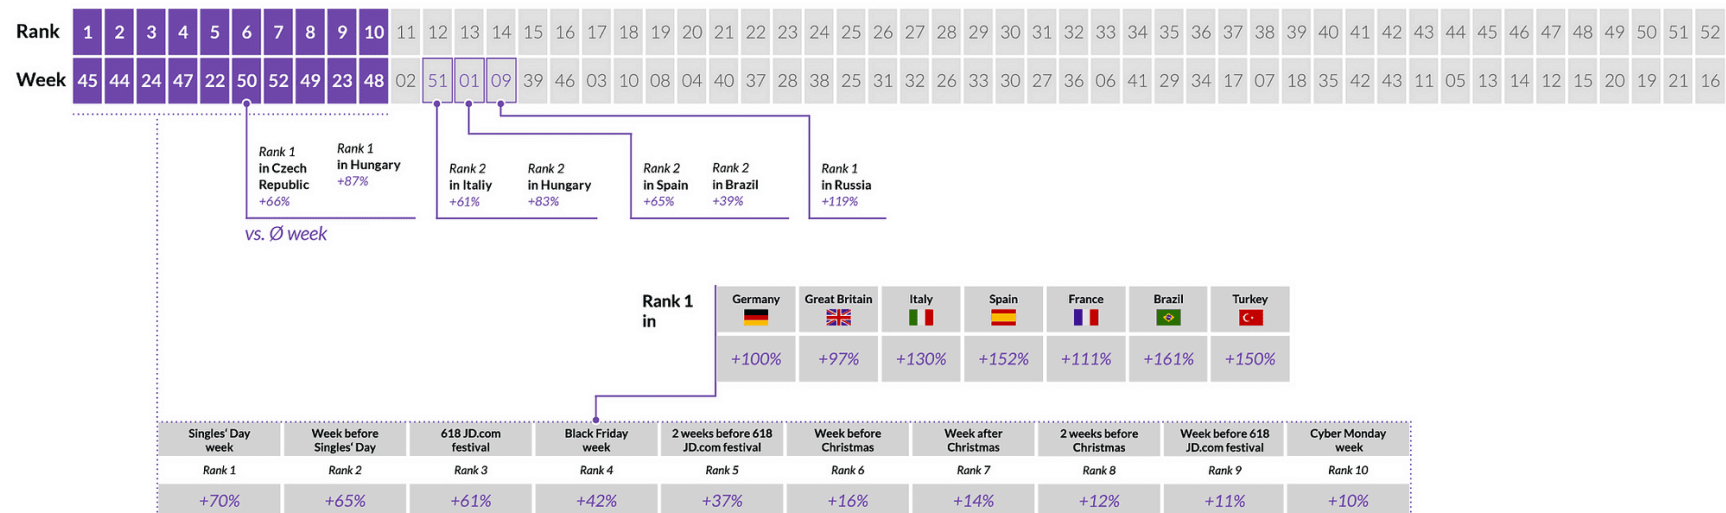 Rank 1 2 3 4 5 6 7 8 9 10 11 12 13 14 15 16 17 18 19 20 21 22 23 24 25 26 27 28 29 30 31 32 33 34 35 36 37 38 39 40 41 42 43 44 45 46 47 48 49 50 51 52
Week 45 44 24 47 22 50 52 49 23 48 02 51 01 09 39 46 03 10 08 04 40 37 28 38 25 31 32 26 33 30 27 36 06 41 29 34 17 07 18 35 42 43 11 05 13 14 12 15 20 19 21 16
Rank 1
in Czech
Republic
+66%
Rank 1
in Hungary
+87%
Rank 2
in Italiy
+61%
Rank 2
in Hungary
+83%
Rank 2
in Spain
+65%
Rank 2
in Brazil
+39%
Rank 1
in Russia
+119%
vs. Ø week
Rank 1
in
Germany Great Britain Italy Spain France Brazil Turkey
+100% +97% +130% +152% +111% +161% +150%
Singles' Day
week
Week before
Singles' Day
618 JD.com
festival
Black Friday
week
2 weeks before 618
JD.com festival
Week before
Christmas
Week after
Christmas
2 weeks before
Christmas
Week before 618
JD.com festival
Cyber Monday
week
Rank 1 Rank 2 Rank 3 Rank 4 Rank 5 Rank 6 Rank 7 Rank 8 Rank 9 Rank 10
+70% +65% +61% +42% +37% +16% +14% +12% +11% +10%